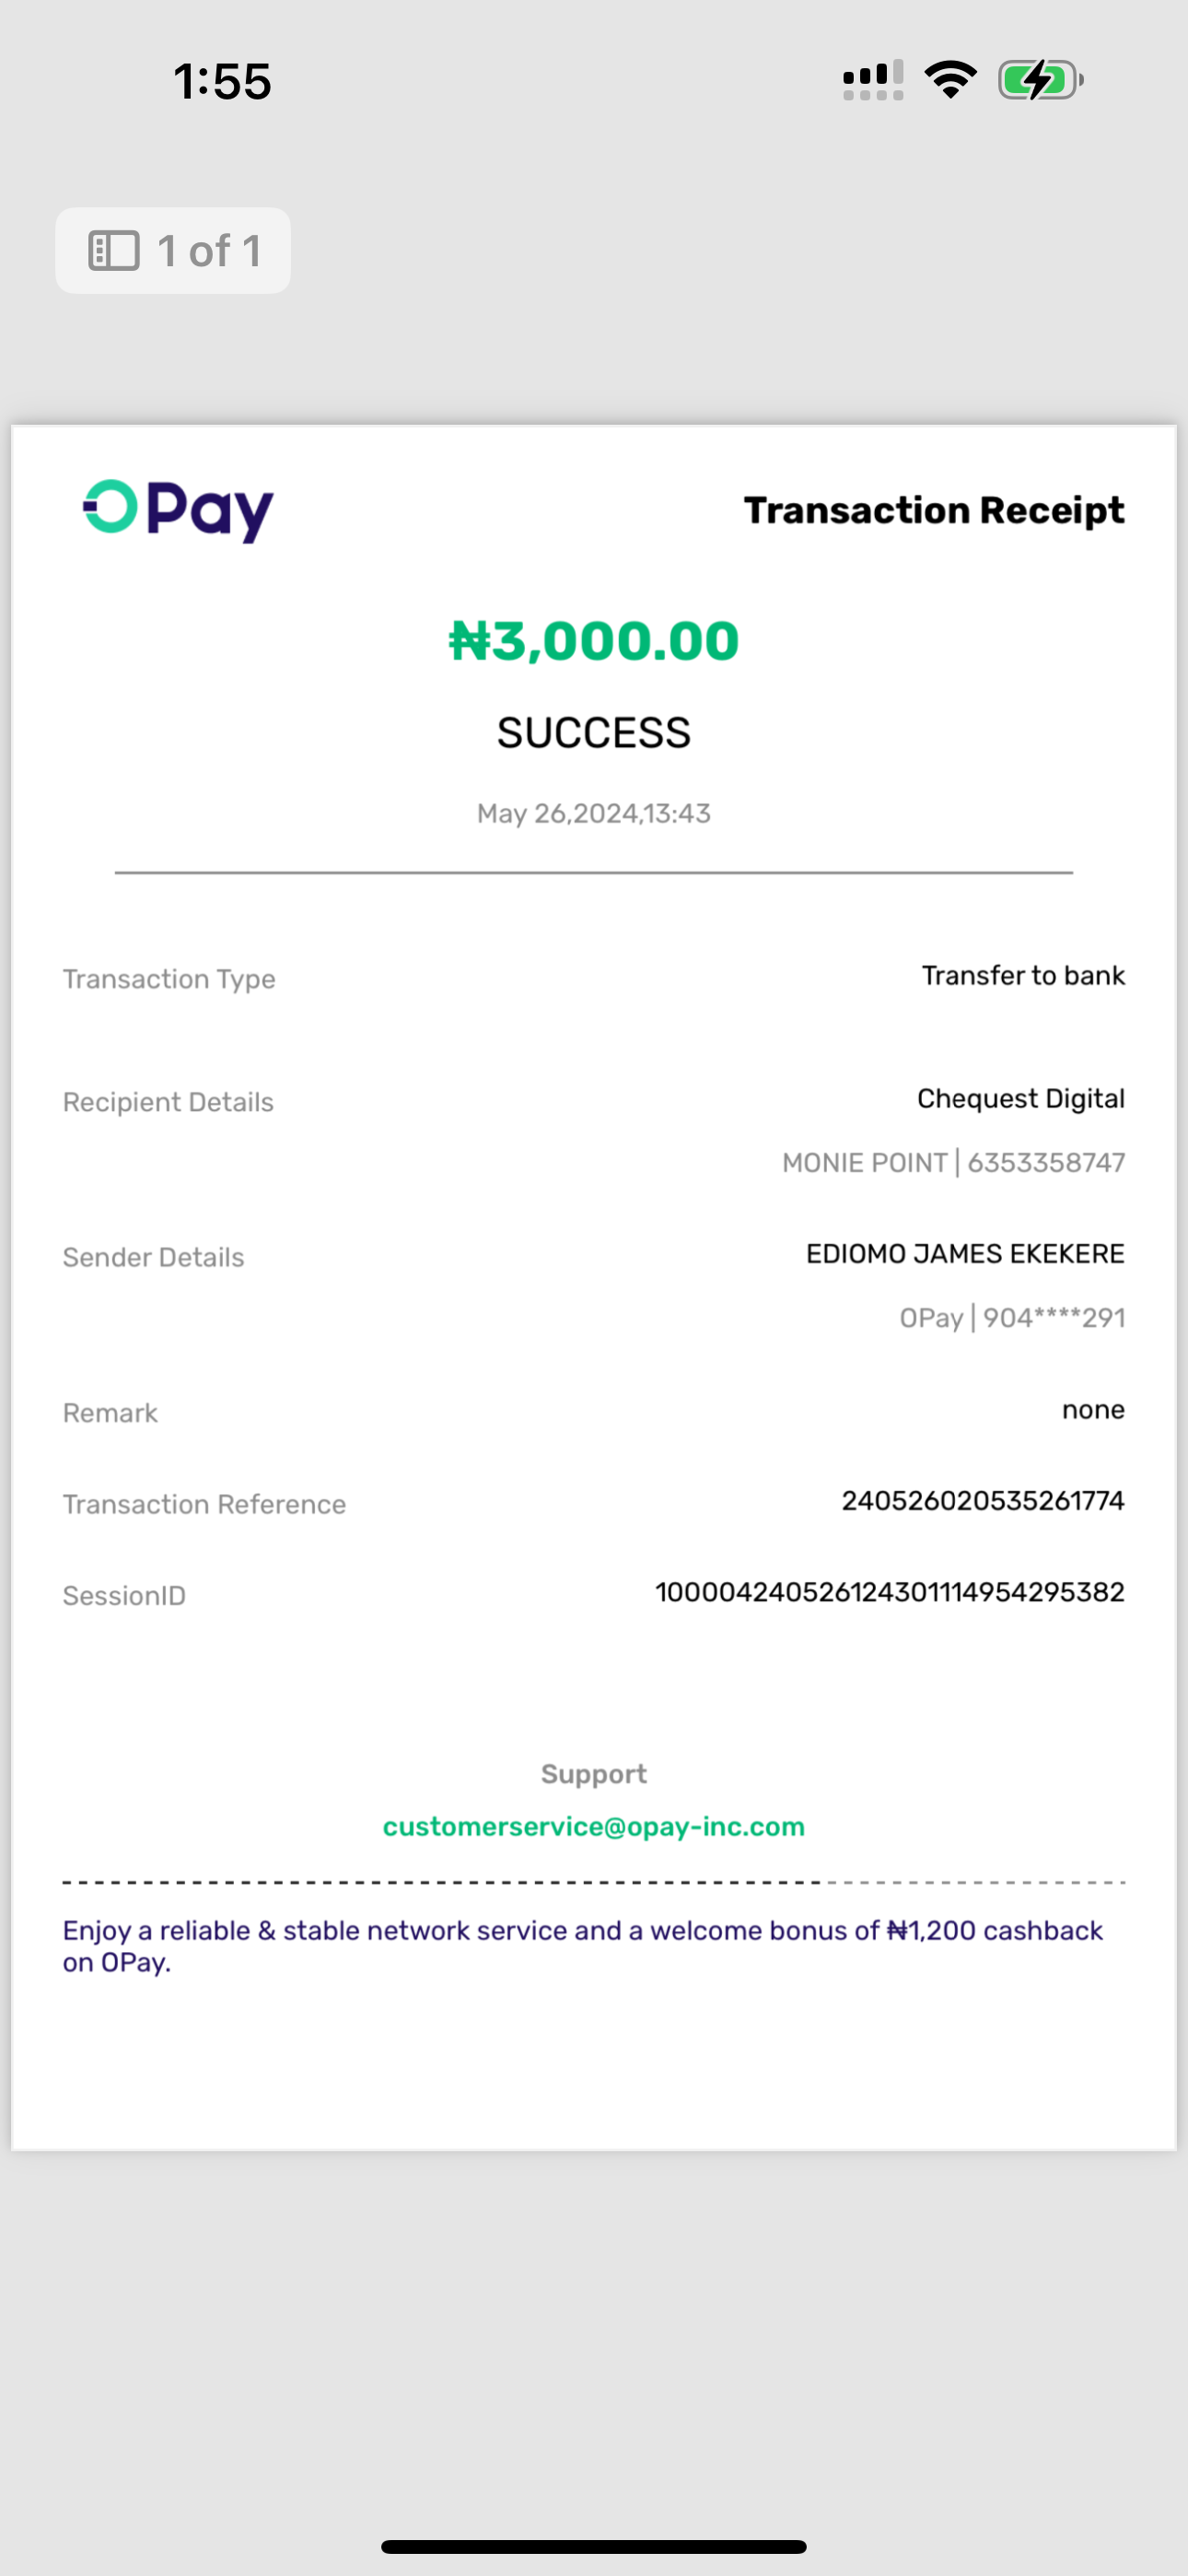 1:55
1 of 1
OPay
Transaction Receipt
₦3,000.00
SUCCESS
May 26,2024,13:43
Transaction Type
Transfer to bank
Recipient Details
Chequest Digital
MONIE POINT | 6353358747
Sender Details
EDIOMO JAMES EKEKERE
OPay | 904****291
Remark
none
Transaction Reference
240526020535261774
SessionID
100004240526124301114954295382
Support
customerservice@opay-inc.com
Enjoy a reliable & stable network service and a welcome bonus of ₦1,200 cashback
on OPay.